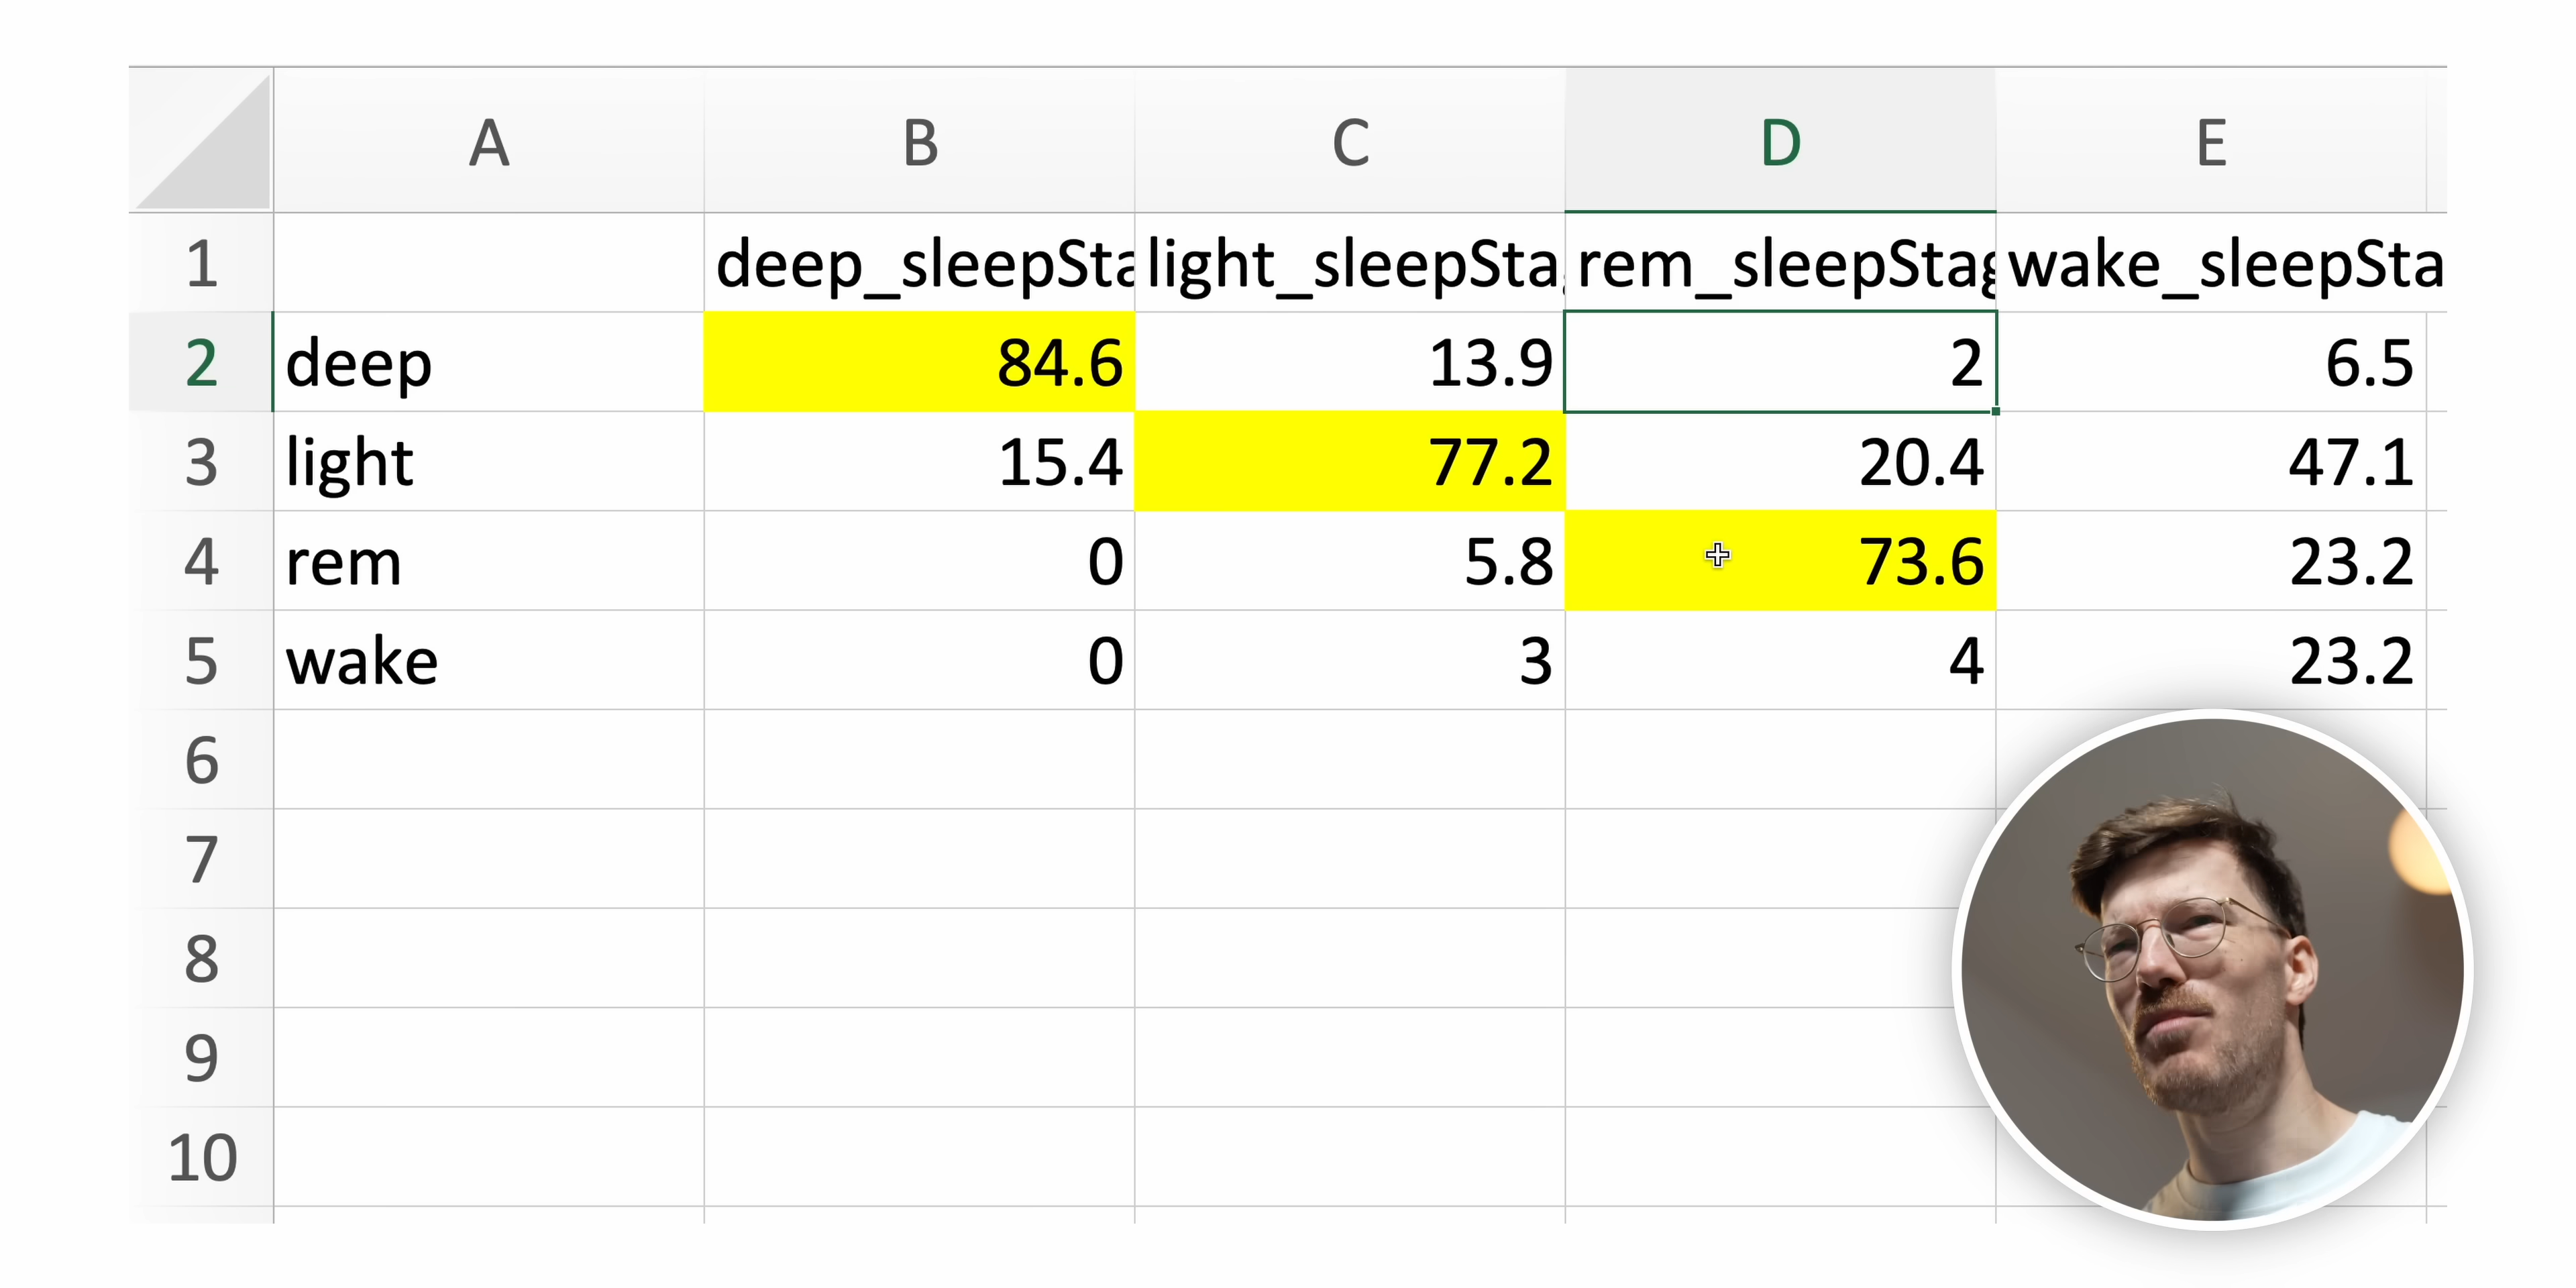 A B C D E
1 deep_sleepSta light_sleepSta rem_sleepStag wake_sleepSta
2 deep 84.6 13.9 2 6.5
3 light 15.4 77.2 20.4 47.1
4 rem 0 5.8 73.6 23.2
5 wake 0 3 4 23.2
6
7
8
9
10